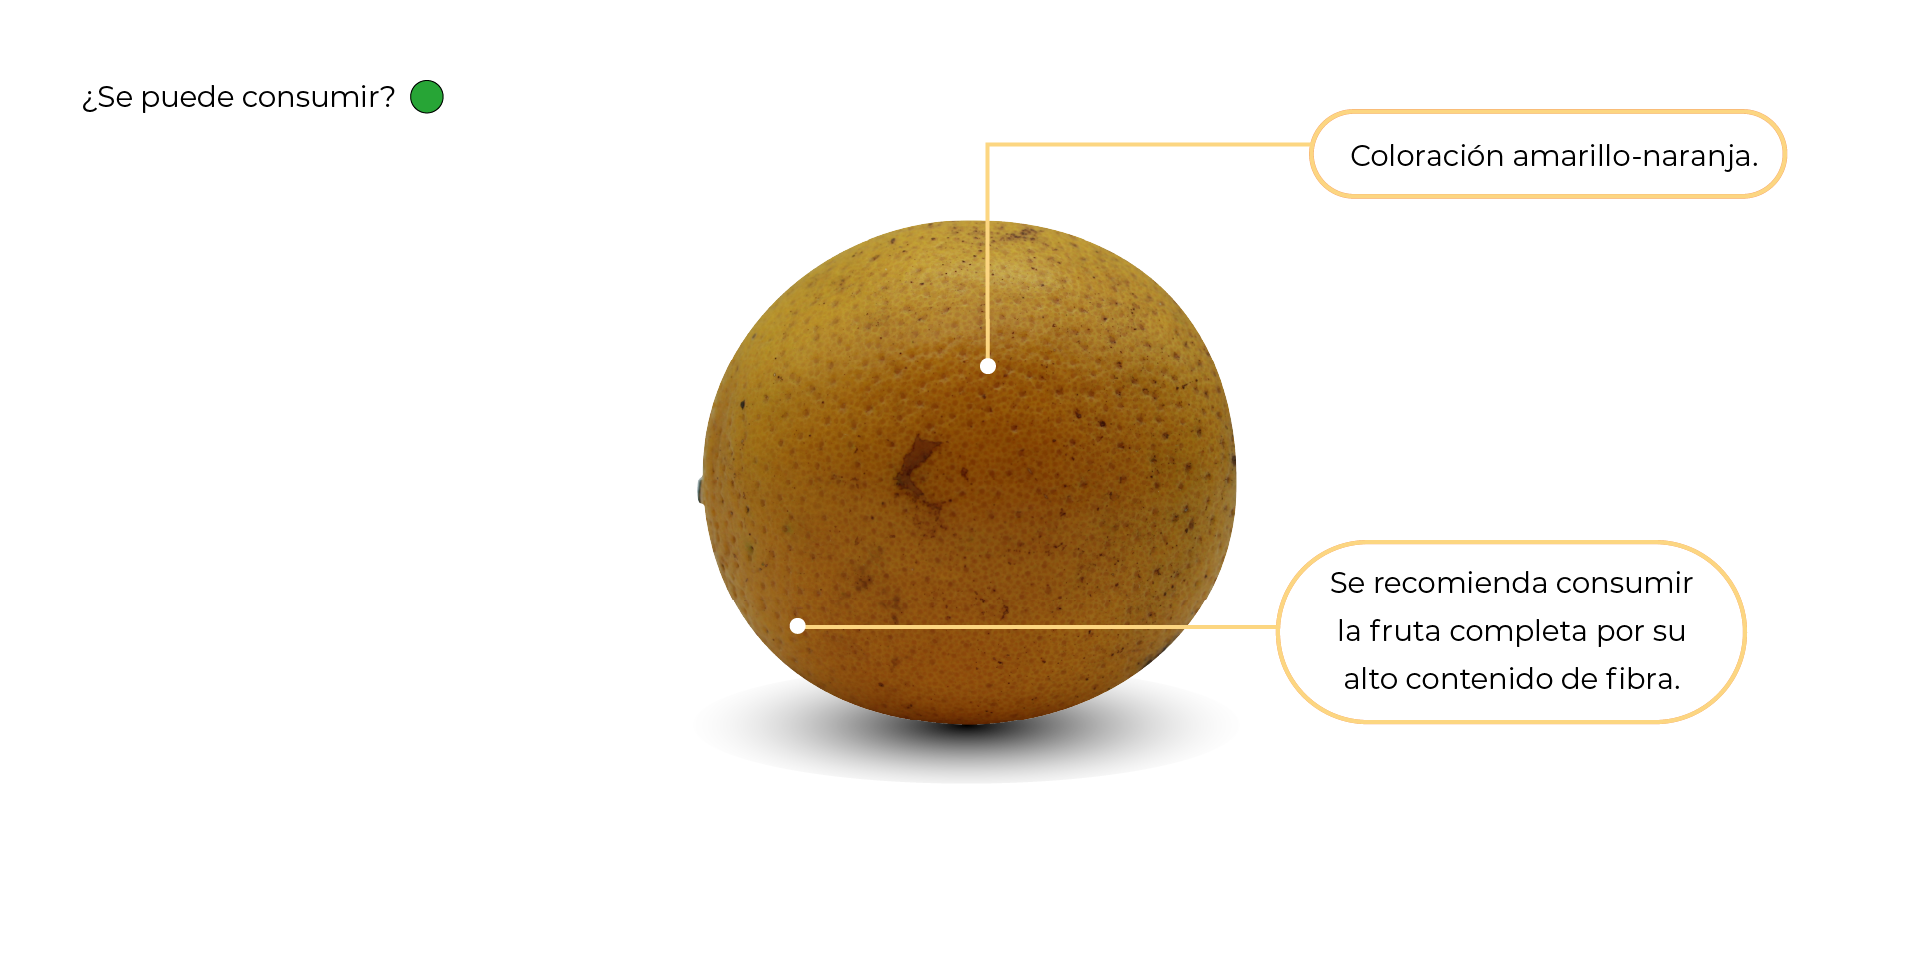 ¿Se puede consumir?
Coloración amarillo-naranja.
Se recomienda consumir
la fruta completa por su
alto contenido de fibra.